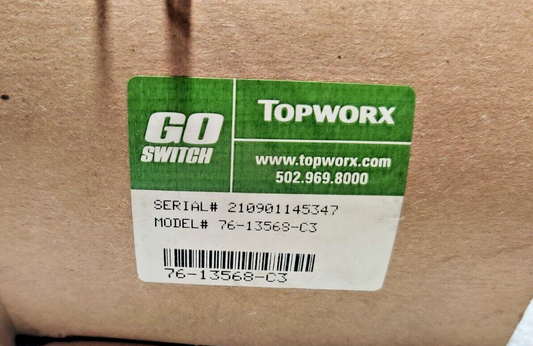 GO
SWITCH
TOPWORX
www.topworx.com
502.969.8000
SERIAL# 210901145347
MODEL# 76-13568-C3
76-13568-C3